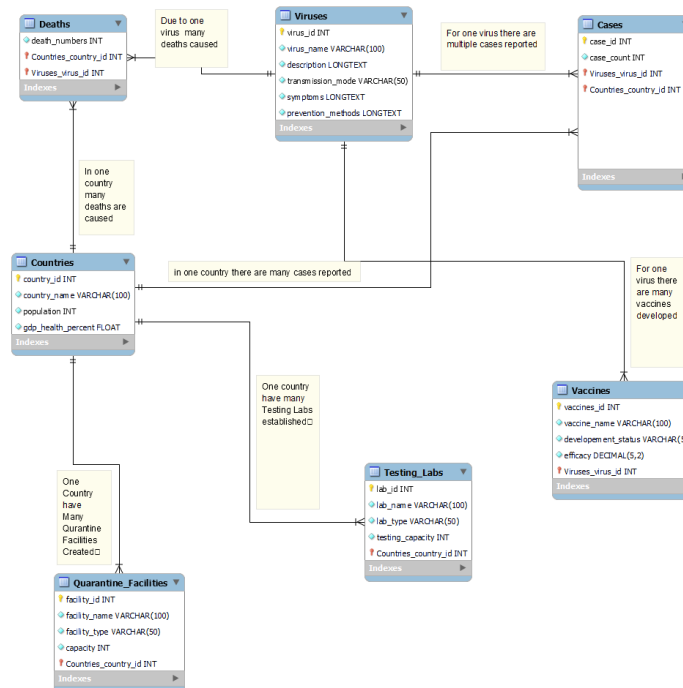 Deaths
death_numbers INT
Countries_country_id INT
Viruses_virus_id INT
Indexes
Due to one
virus many
deaths caused
Viruses
virus_id INT
virus_name VARCHAR(100)
description LONGTEXT
transmission_mode VARCHAR(50)
symptoms LONGTEXT
prevention_methods LONGTEXT
Indexes
For one virus there are
multiple cases reported
Cases
case_id INT
case_count INT
Viruses_virus_id INT
Countries_country_id INT
Indexes
In one
country
many
deaths are
caused
Countries
country_id INT
country_name VARCHAR(100)
population INT
gdp_health_percent FLOAT
Indexes
in one country there are many cases reported
For one
virus there
are many
vaccines
developed
One country
have many
Testing Labs
established□
Vaccines
vaccines_id INT
vaccine_name VARCHAR(100)
developement_status VARCHAR(5
efficacy DECIMAL(5,2)
Viruses_virus_id INT
Indexes
Testing_Labs
lab_id INT
lab_name VARCHAR(100)
lab_type VARCHAR(50)
testing_capacity INT
Countries_country_id INT
Indexes
One
Country
have
Many
Qurantine
Facilities
Created□
Quarantine_Facilities
facility_id INT
facility_name VARCHAR(100)
facility_type VARCHAR(50)
capacity INT
Countries_country_id INT
Indexes